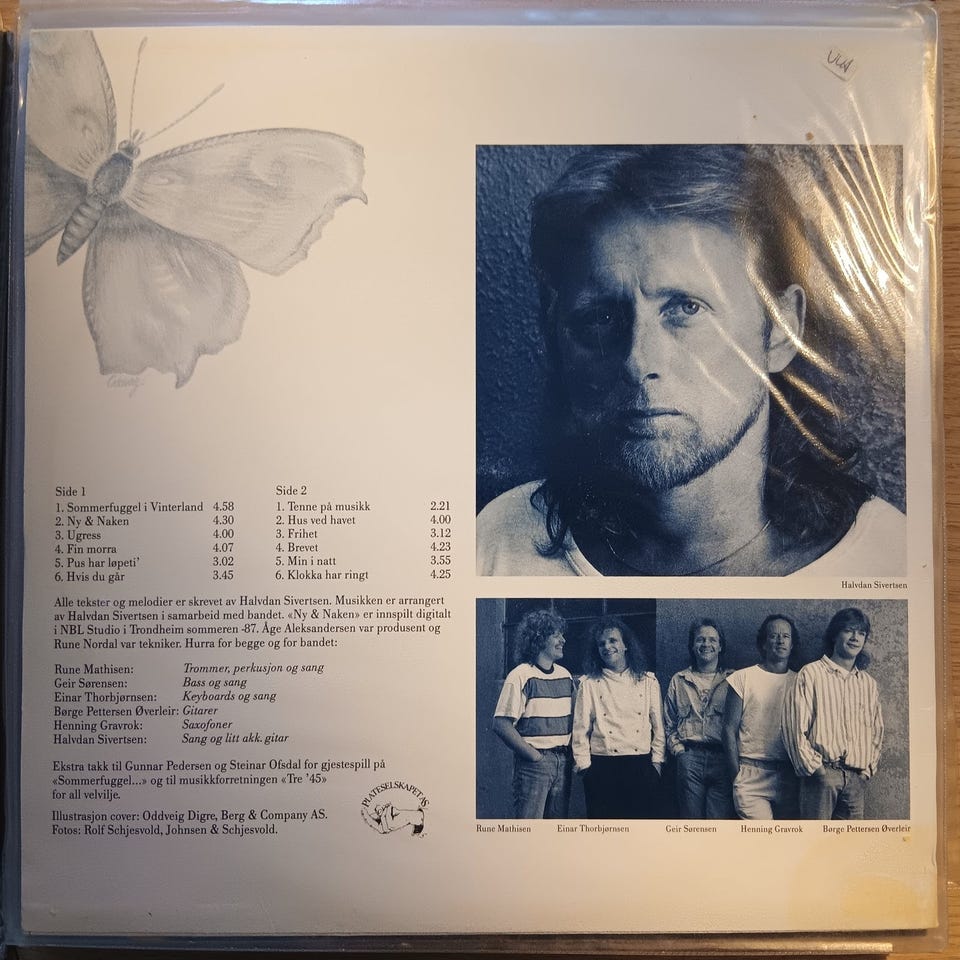 Side 1
1. Sommerfuggel i Vinterland 4.58
2. Ny & Naken 4.30
3. Ugress 4.00
4. Fin morra 4.07
5. Pus har løpeti' 3.02
6. Hvis du går 3.45
Side 2
1. Tenne på musikk 2.21
2. Hus ved havet 4.00
3. Frihet 3.12
4. Brevet 4.23
5. Min i natt 3.55
6. Klokka har ringt 4.25
Alle tekster og melodier er skrevet av Halvdan Sivertsen. Musikken er arrangert
av Halvdan Sivertsen i samarbeid med bandet. «Ny & Naken» er innspilt digitalt
i NBL Studio i Trondheim sommeren -87. Åge Aleksandersen var produsent og
Rune Nordal var tekniker. Hurra for begge og for bandet:
Rune Mathisen: Trommer, perkusjon og sang
Geir Sørensen: Bass og sang
Einar Thorbjørnsen: Keyboards og sang
Børge Pettersen Øverleir: Gitarer
Henning Gravrok: Saxofoner
Halvdan Sivertsen: Sang og litt akk. gitar
Ekstra takk til Gunnar Pedersen og Steinar Ofsdal for gjestespill på
«Sommerfuggel...» og til musikkforretningen «Tre '45»
for all velvilje.
Illustrasjon cover: Oddveig Digre, Berg & Company AS.
Fotos: Rolf Schjesvold, Johnsen & Schjesvold.
PLATESELSKAPET AS
Halvdan Sivertsen
Rune Mathisen Einar Thorbjørnsen Geir Sørensen Henning Gravrok Børge Pettersen Øverleir